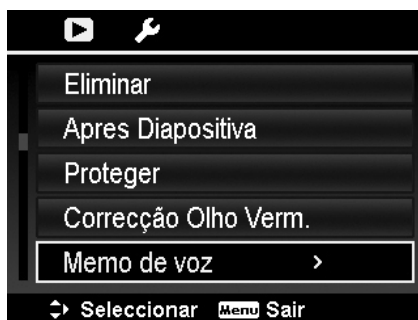 Eliminar
Apres Diapositiva
Proteger
Correcção Olho Verm.
Memo de voz
Seleccionar Menu Sair